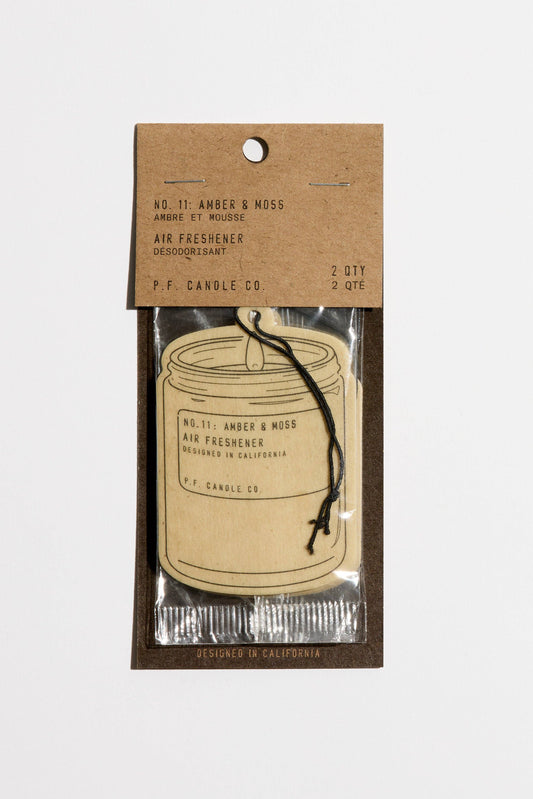 NO. 11: AMBER & MOSS
AMBRE ET MOUSSE
AIR FRESHENER
DÉSODORISANT
2 QTY
P.F. CANDLE CO.
2 QTÉ
NO.11: AMBER & MOSS
AIR FRESHENER
DESIGNED IN CALIFORNIA
P.F. CANDLE CO.
DESIGNED IN CALIFORNIA